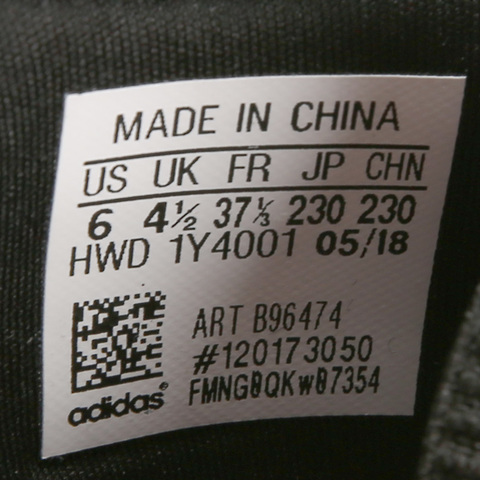 MADE IN CHINA
US UK FR JP CHN
6 4½ 37⅓ 230 230
HWD 1Y4001 05/18
ART B96474
#120173050
FMNG0QKW07354
adidas®